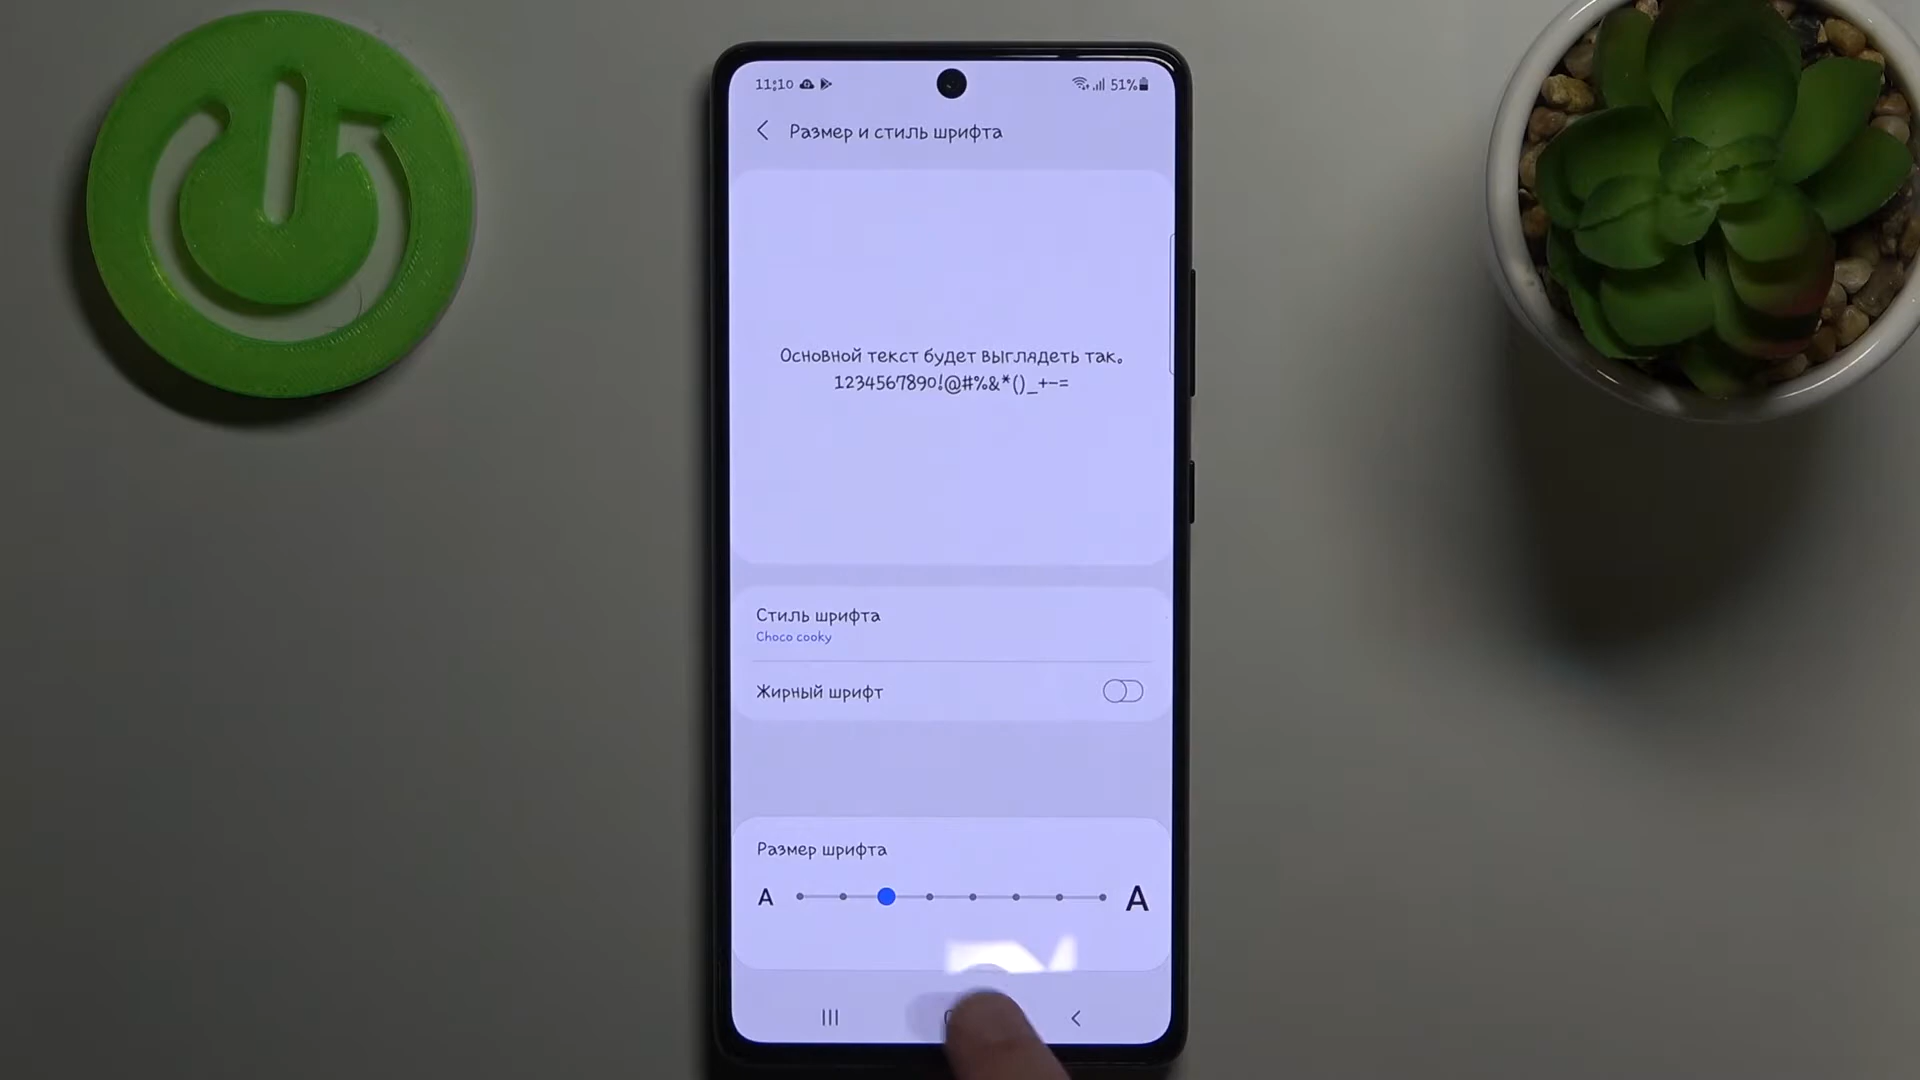 11:10
51%
Размер и стиль шрифта
Основной текст будет выглядеть так.
1234567890!@#%&*()_+-=
Стиль шрифта
Choco cooky
Жирный шрифт
Размер шрифта
A
A